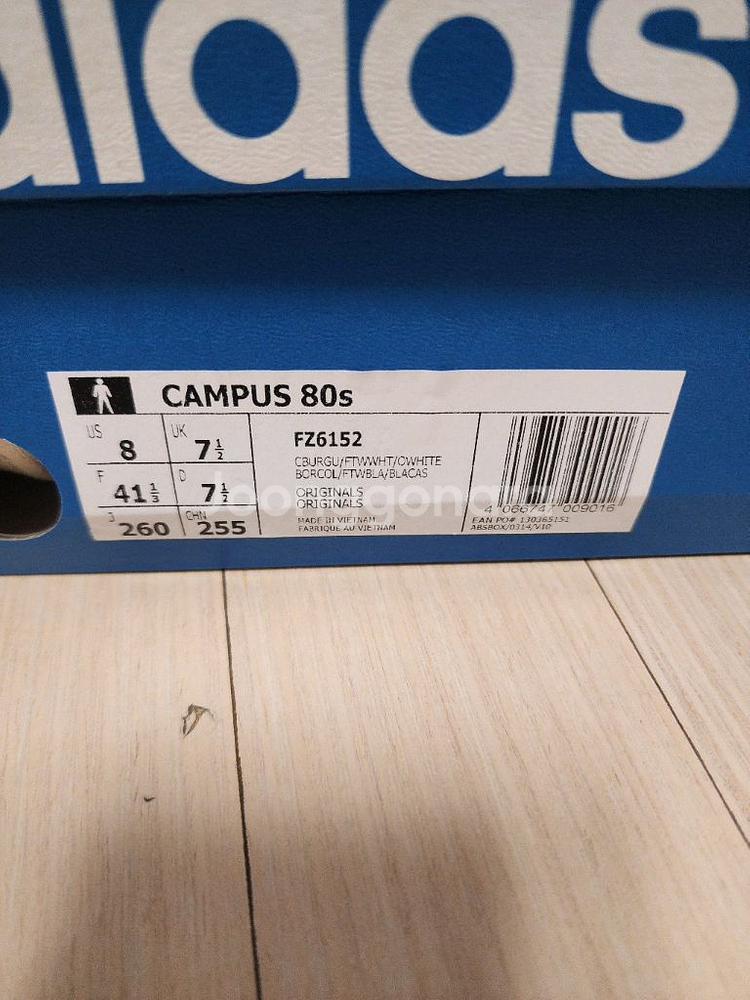 adidas
CAMPUS 80s
US 8 UK 7 1/2
F 41 1/3 D 7 1/2
J 260 CHN 255
FZ6152
CBURGU/FTWWHT/OWHITE
BORCOL/FTWBLA/BLACAS
ORIGINALS
ORIGINALS
MADE IN VIETNAM
FABRIQUE AU VIETNAM
4 066747 009016
EAN PO# 130365151
ABSBOX/0314/V10
Joonggonara